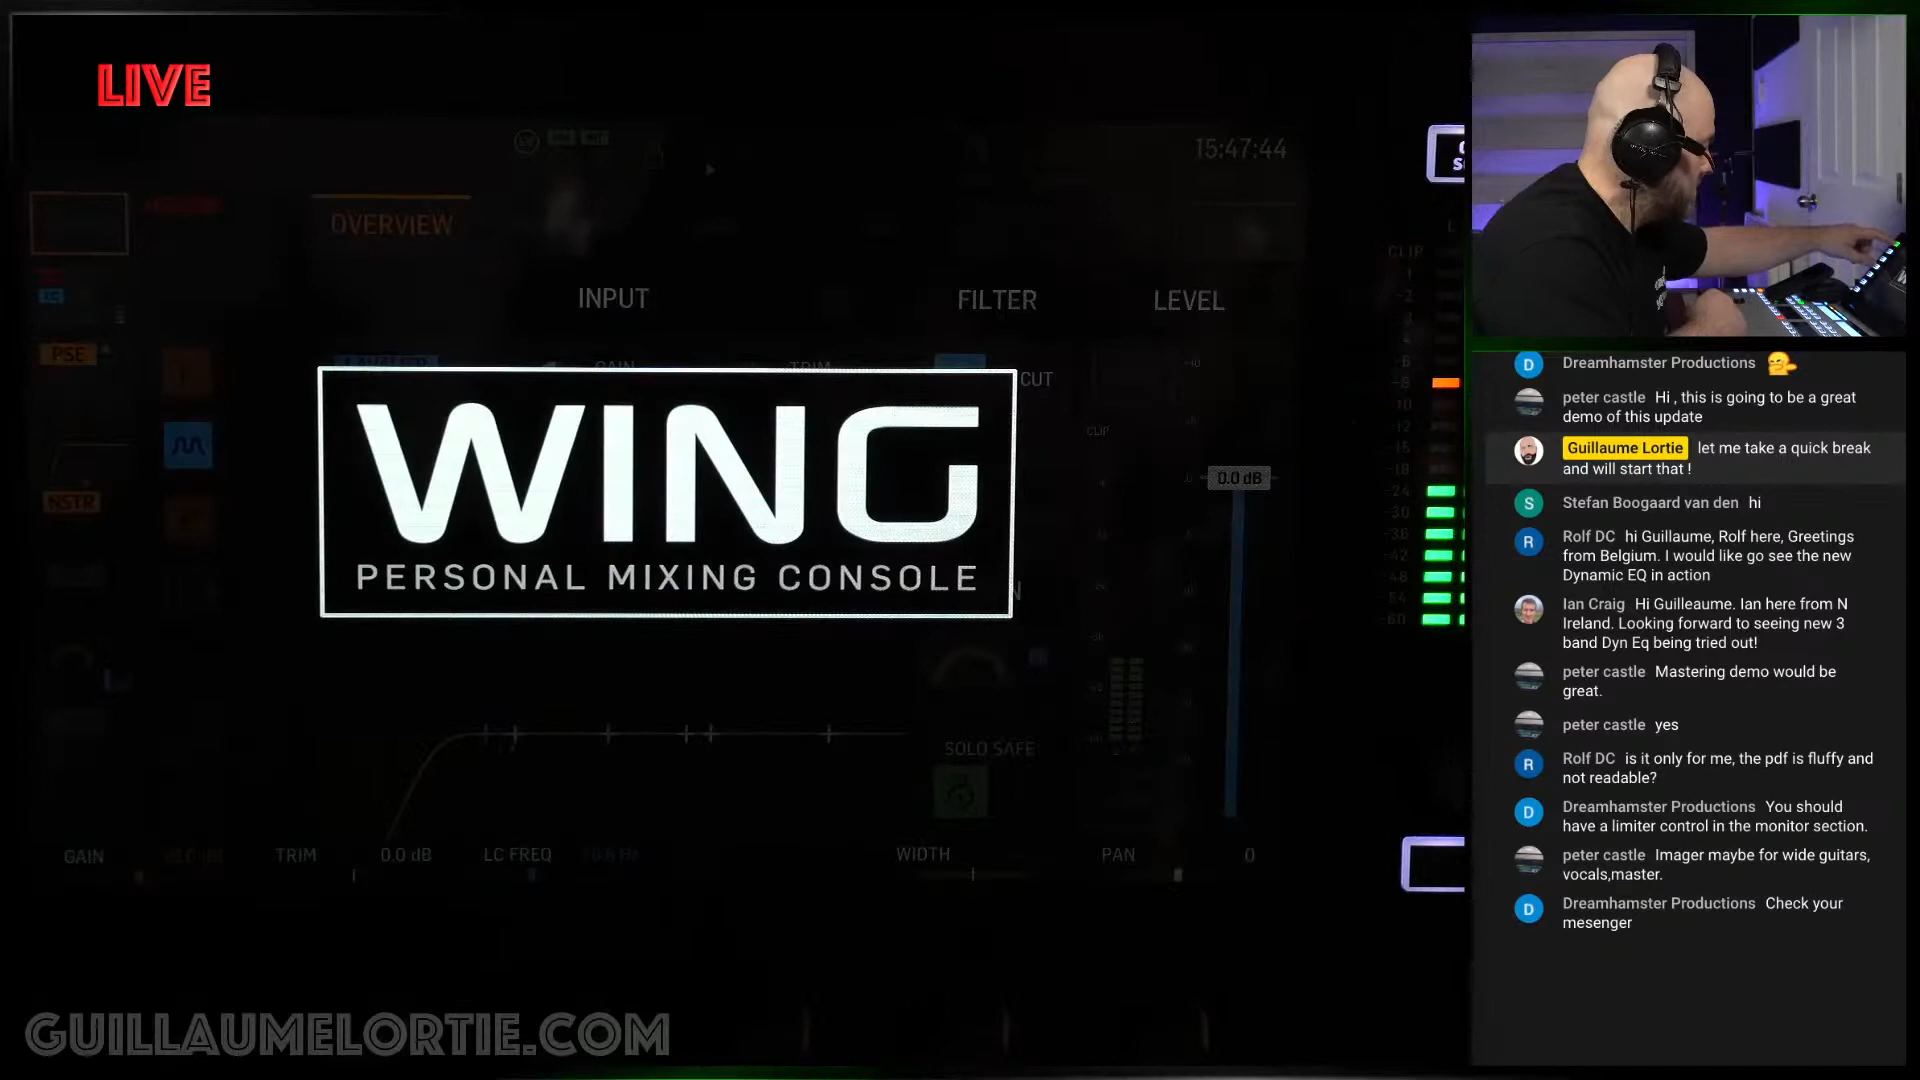 LIVE
15:47:44
OVERVIEW
INPUT
FILTER
LEVEL
CLIP
PSE
GAIN
TRIM
CUT
WING
PERSONAL MIXING CONSOLE
0.0 dB
SOLO SAFE
GAIN
TRIM
0.0 dB
LC FREQ
WIDTH
PAN
0
GUILLAUMELORTIE.COM
Dreamhamster Productions
peter castle Hi , this is going to be a great
demo of this update
Guillaume Lortie let me take a quick break
and will start that !
S Stefan Boogaard van den hi
R Rolf DC hi Guillaume, Rolf here, Greetings
from Belgium. I would like go see the new
Dynamic EQ in action
Ian Craig Hi Guilleaume. Ian here from N
Ireland. Looking forward to seeing new 3
band Dyn Eq being tried out!
peter castle Mastering demo would be
great.
peter castle yes
R Rolf DC is it only for me, the pdf is fluffy and
not readable?
D Dreamhamster Productions You should
have a limiter control in the monitor section.
peter castle Imager maybe for wide guitars,
vocals,master.
D Dreamhamster Productions Check your
mesenger